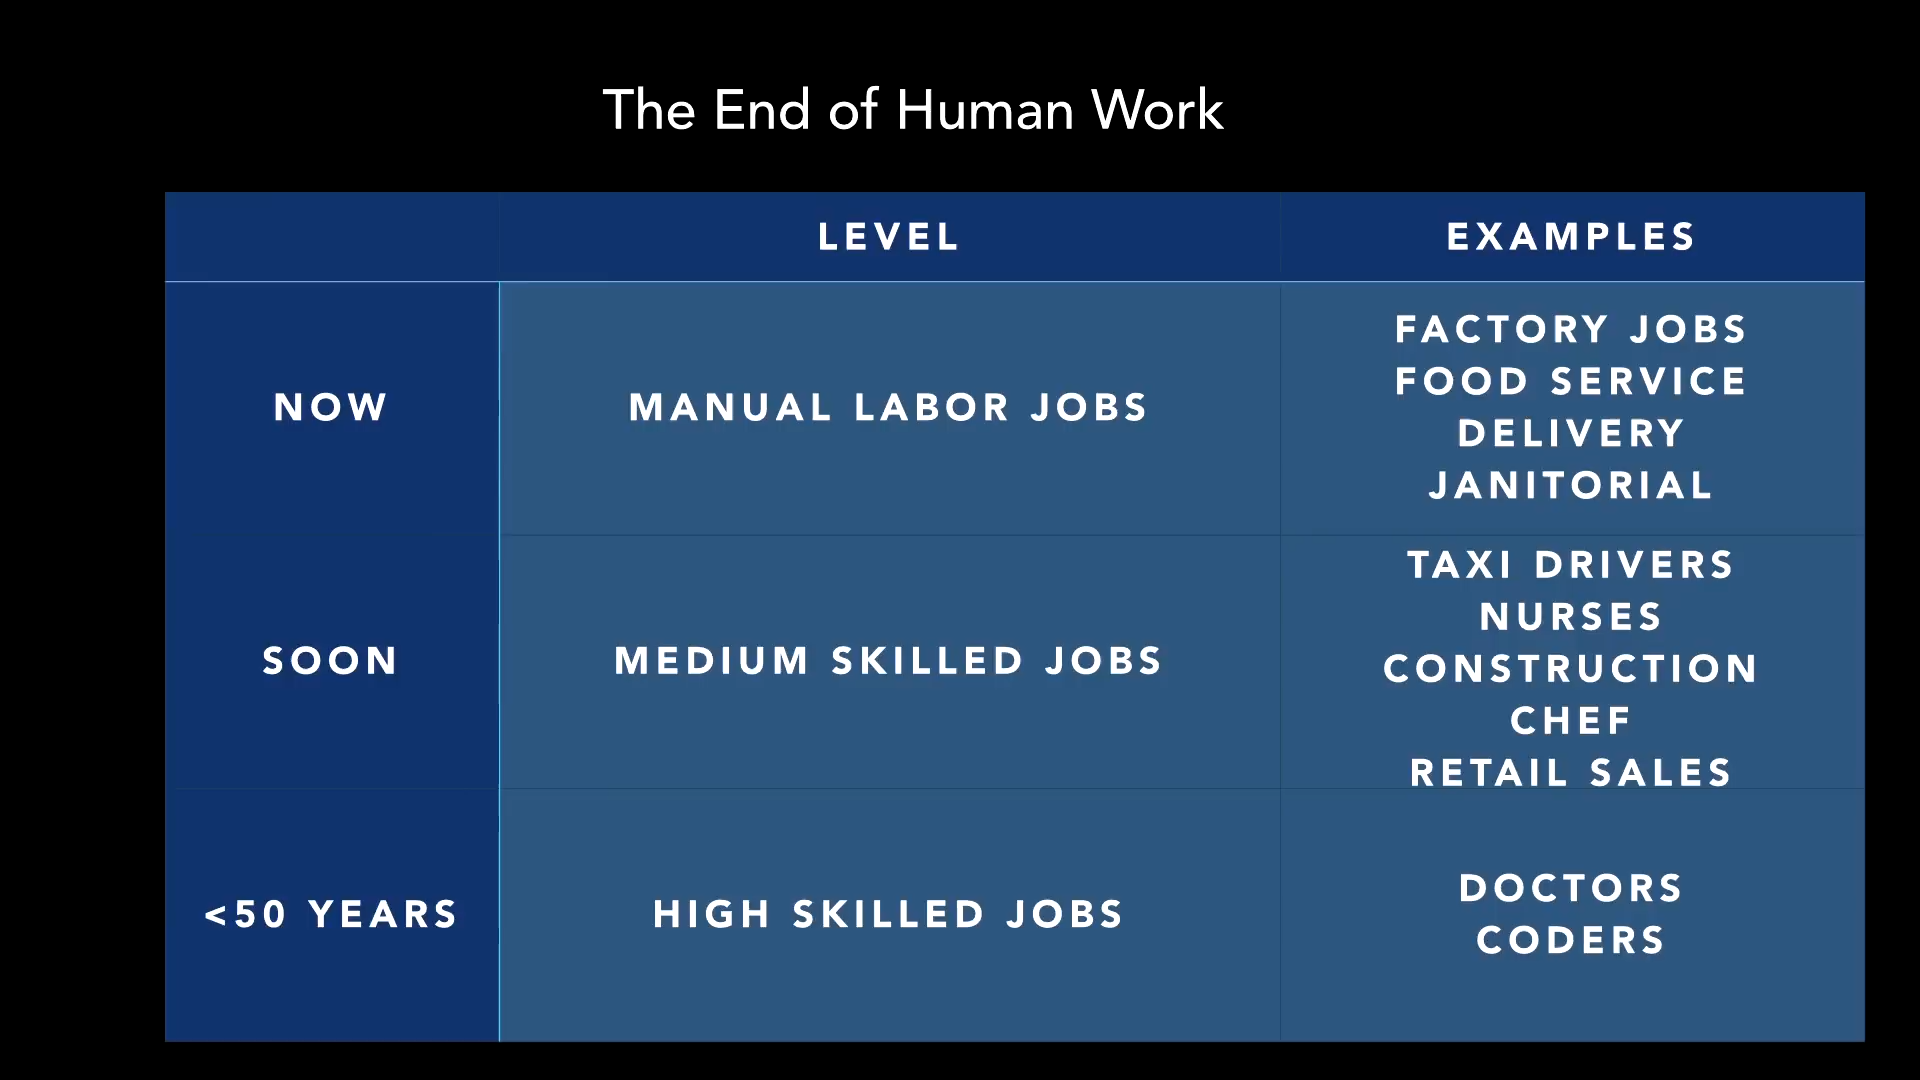 The End of Human Work
LEVEL
EXAMPLES
NOW
MANUAL LABOR JOBS
FACTORY JOBS
FOOD SERVICE
DELIVERY
JANITORIAL
SOON
MEDIUM SKILLED JOBS
TAXI DRIVERS
NURSES
CONSTRUCTION
CHEF
RETAIL SALES
<50 YEARS
HIGH SKILLED JOBS
DOCTORS
CODERS